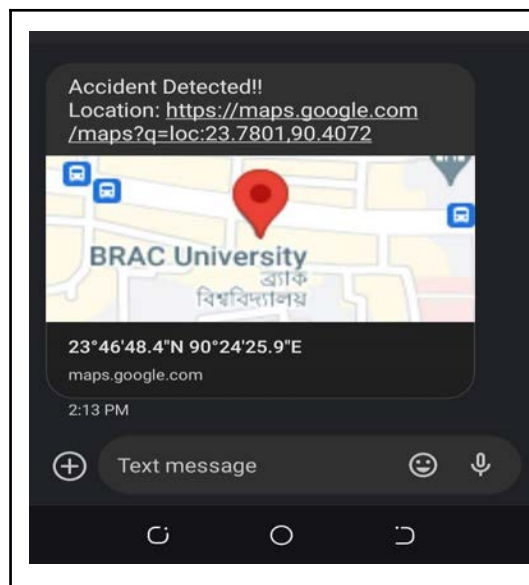 Accident Detected!!
Location: https://maps.google.com
/maps?q=loc:23.7801,90.4072
BRAC University
ব্র্যাক
বিশ্ববিদ্যালয়
23°46'48.4"N 90°24'25.9"E
maps.google.com
2:13 PM
Text message